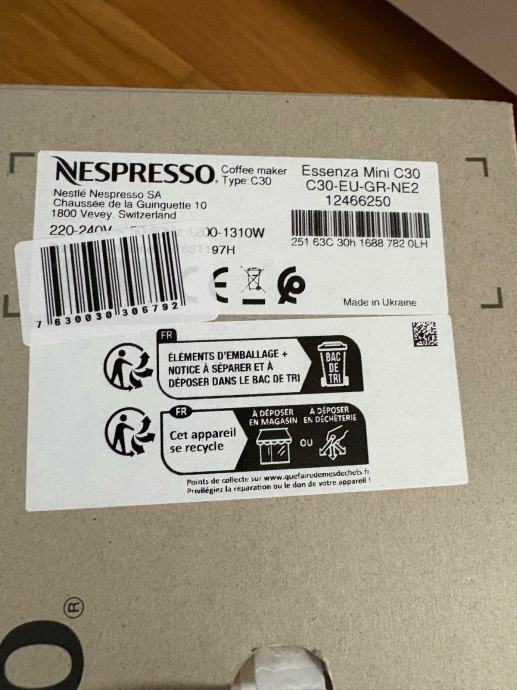 NESPRESSO®
Coffee maker
Type: C30
Essenza Mini C30
C30-EU-GR-NE2
12466250
Nestlé Nespresso SA
Chaussée de la Guinguette 10
1800 Vevey. Switzerland
220-240V
1200-1310W
97H
251 63C 30h 1688 782 0LH
7 630030 306792
CE
Made in Ukraine
FR
ÉLÉMENTS D'EMBALLAGE +
NOTICE À SÉPARER ET À
DÉPOSER DANS LE BAC DE TRI
BAC
DE
TRI
FR
Cet appareil
se recycle
À DÉPOSER
EN MAGASIN
OU
À DÉPOSER
EN DÉCHÈTERIE
Points de collecte sur www.quefairedemesdechets.fr
Privilégiez la réparation ou le don de votre appareil !
O®